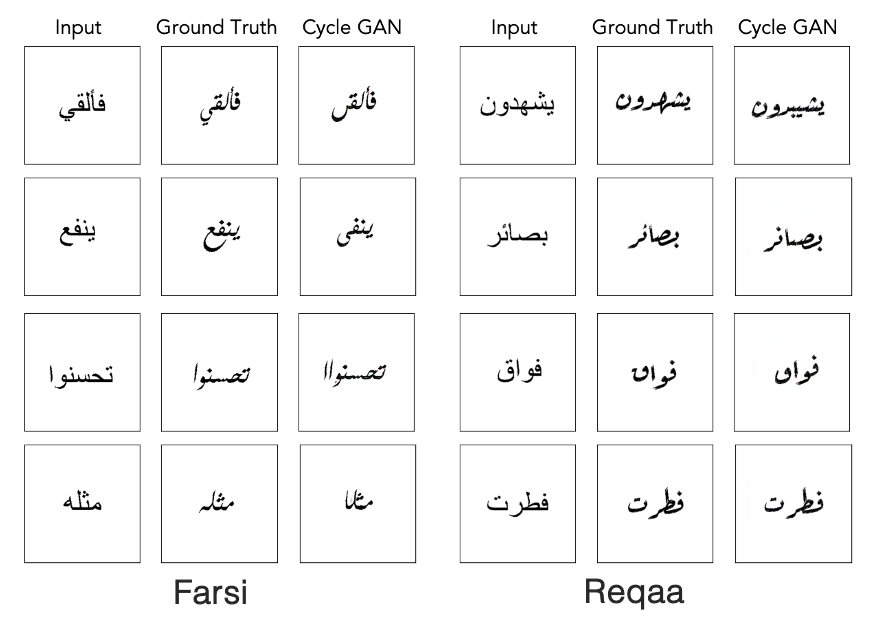 Input Ground Truth Cycle GAN Input Ground Truth Cycle GAN
فألقي فألقي فألقس يشهدون يشهدون يشيبرون
ينفع ينفع ينفى بصائر بصائر بصانر
تحسنوا تحسنوا تحسنواا فواق فواق فواق
مثله مثله مثلا فطرت فطرت فطرت
Farsi Reqaa